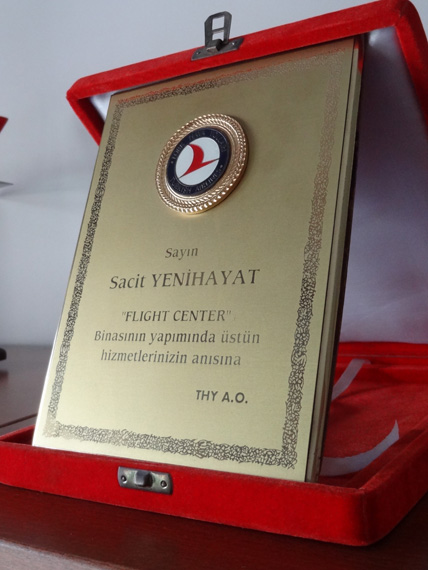 Sayın
Sacit YENİHAYAT
"FLIGHT CENTER"
Binasının yapımında üstün
hizmetlerinizin anısına
THY A.O.